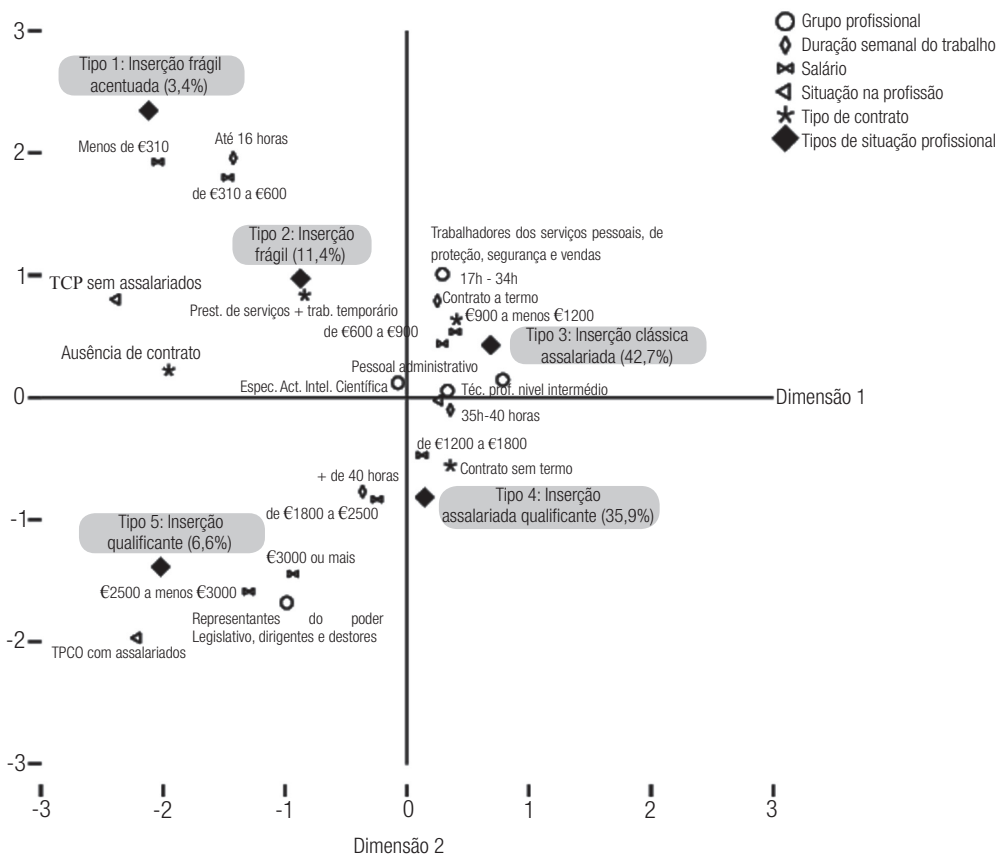 3
Grupo profissional
Duração semanal do trabalho
Salário
Situação na profissão
Tipo de contrato
Tipos de situação profissional
Tipo 1: Inserção frágil
acentuada (3,4%)
2
Menos de €310
Até 16 horas
de €310 a €600
Tipo 2: Inserção
frágil (11,4%)
Trabalhadores dos serviços pessoais, de
proteção, segurança e vendas
1
17h - 34h
TCP sem assalariados
Contrato a termo
Prest. de serviços + trab. temporário
€900 a menos €1200
de €600 a €900
Tipo 3: Inserção clássica
assalariada (42,7%)
Ausência de contrato
Pessoal administrativo
Espec. Act. Intel. Científica
Téc. prof. nivel intermédio
0
Dimensão 1
35h-40 horas
de €1200 a €1800
Contrato sem termo
+ de 40 horas
de €1800 a €2500
Tipo 4: Inserção
assalariada qualificante (35,9%)
-1
Tipo 5: Inserção
qualificante (6,6%)
€3000 ou mais
€2500 a menos €3000
Representantes do poder
Legislativo, dirigentes e destores
-2
TPCO com assalariados
-3
-3
-2
-1
0
1
2
3
Dimensão 2